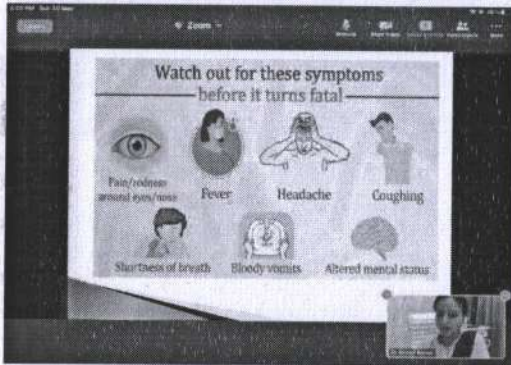 Zoom
Watch out for these symptoms
before it turns fatal
Pain/redness
around eyes/nose
Fever
Headache
Coughing
Shortness of breath
Bloody vomits
Altered mental status